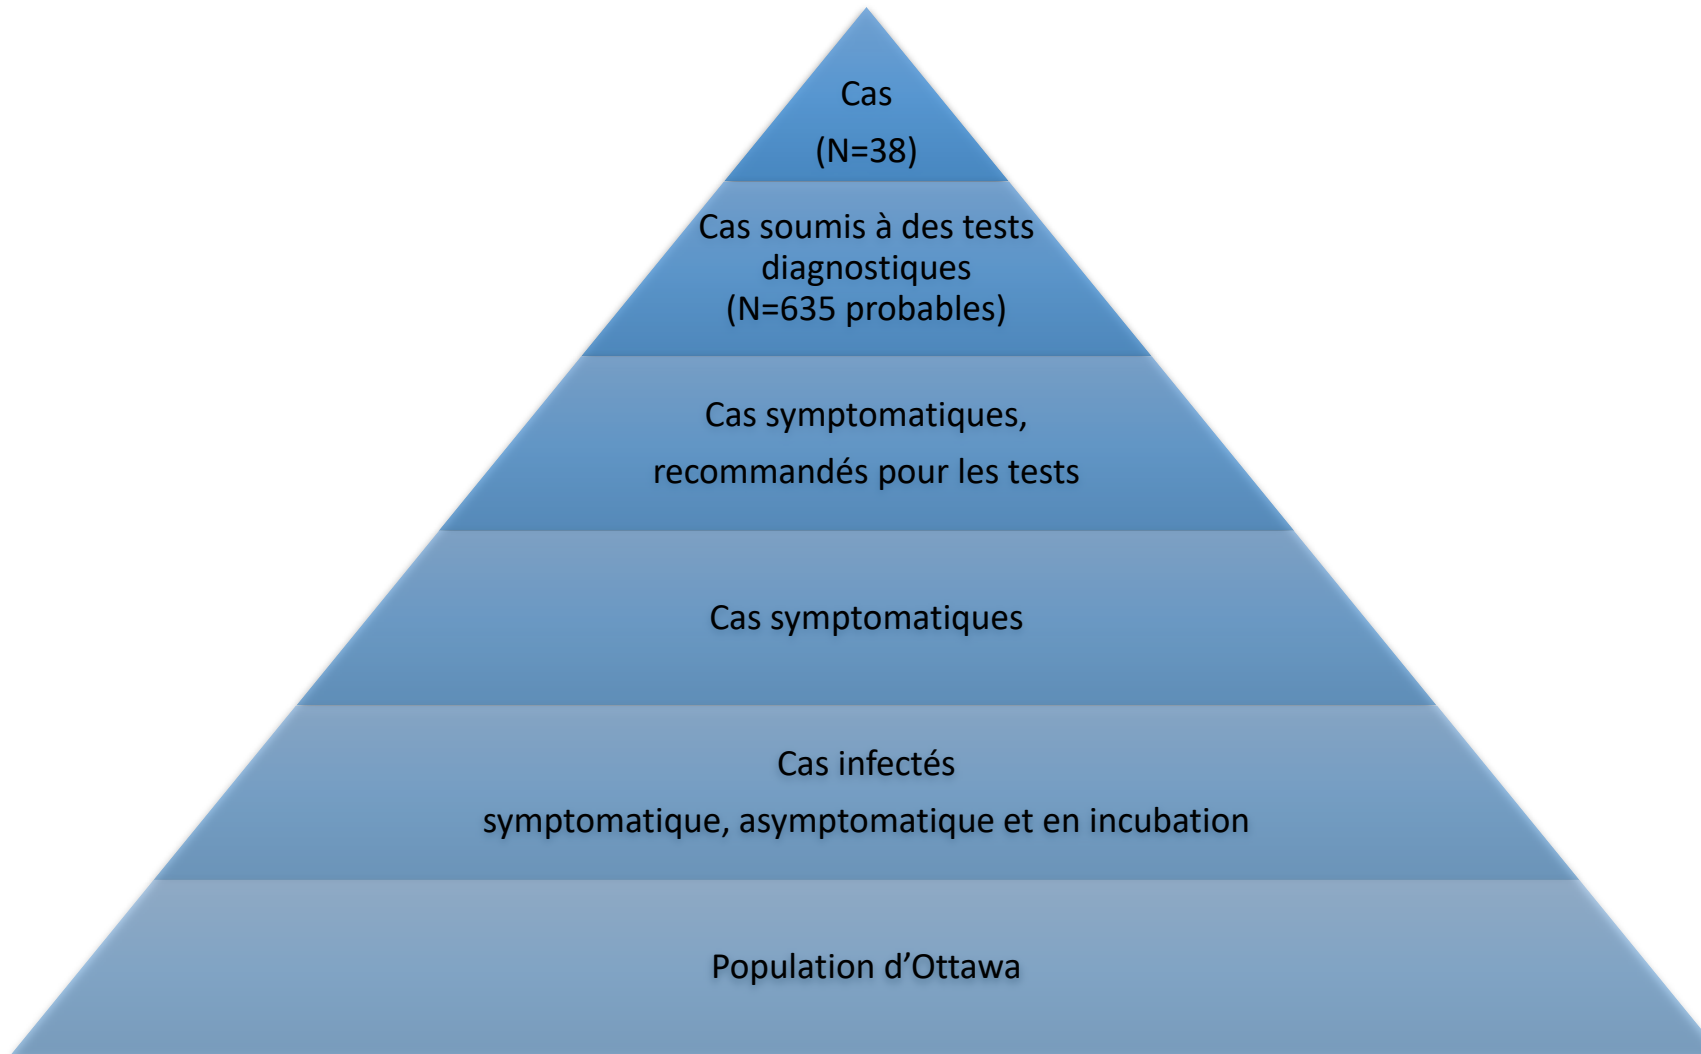 Cas
(N=38)
Cas soumis à des tests
diagnostiques
(N=635 probables)
Cas symptomatiques,
recommandés pour les tests
Cas symptomatiques
Cas infectés
symptomatique, asymptomatique et en incubation
Population d’Ottawa